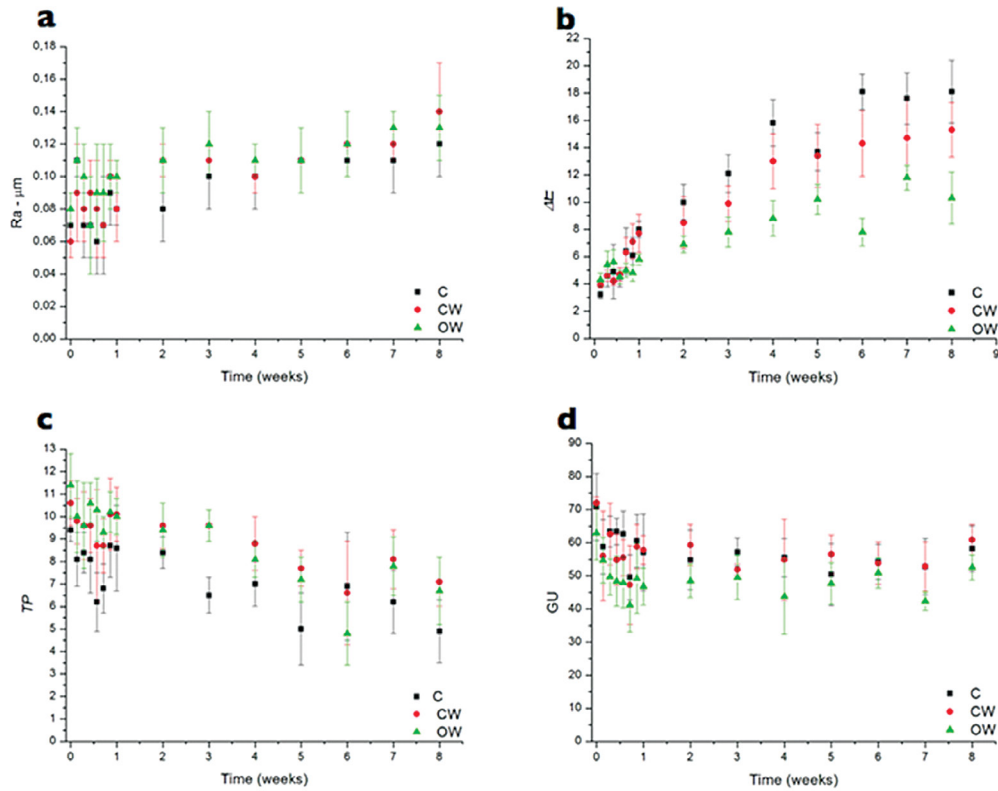 a
0,18
0,16
0,14
0,12
0,10
0,08
0,06
0,04
0,02
0,00
Ra - µm
0 1 2 3 4 5 6 7 8
Time (weeks)
C
CW
OW
b
22
20
18
16
14
12
10
8
6
4
2
0
ΔE
0 1 2 3 4 5 6 7 8 9
Time (weeks)
C
CW
OW
c
13
12
11
10
9
8
7
6
5
4
3
2
1
0
TP
0 1 2 3 4 5 6 7 8
Time (weeks)
C
CW
OW
d
90
80
70
60
50
40
30
20
10
0
GU
0 1 2 3 4 5 6 7 8
Time (weeks)
C
CW
OW